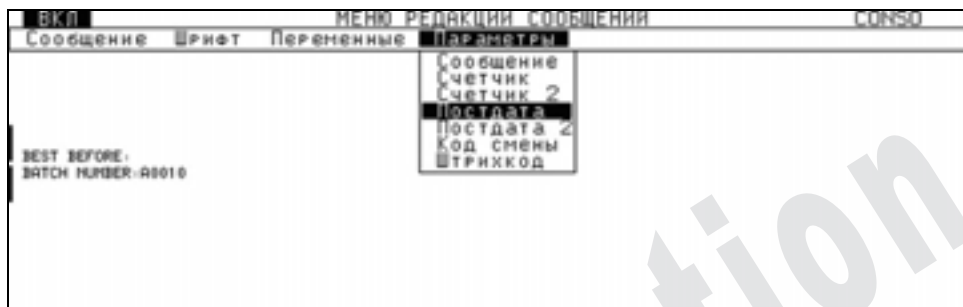 ВКЛ МЕНЮ РЕДАКЦИИ СООБЩЕНИЯ CONSO
Сообщение Шрифт Переменные Параметры
Сообщение
Счетчик
Счетчик 2
Постдата
Постдата 2
Код смены
Штрихкод
BEST BEFORE:
BATCH NUMBER:A0010
tion